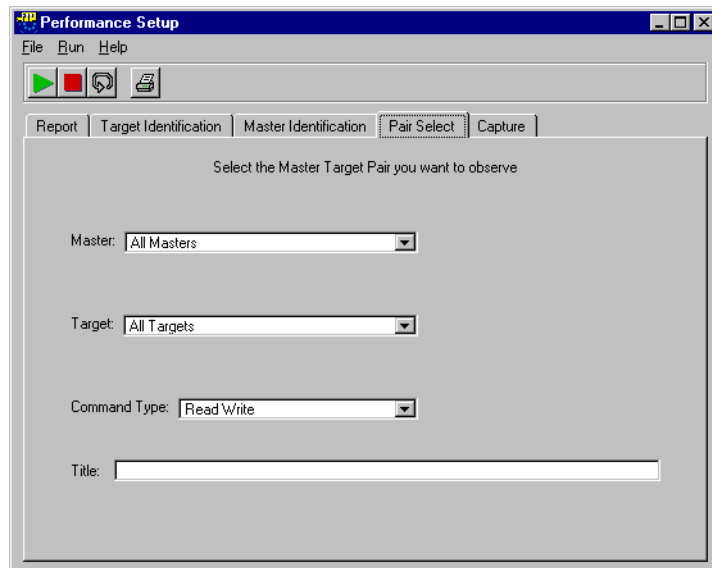 Performance Setup
File Run Help
Report Target Identification Master Identification Pair Select Capture
Select the Master Target Pair you want to observe
Master: All Masters
Target: All Targets
Command Type: Read Write
Title: